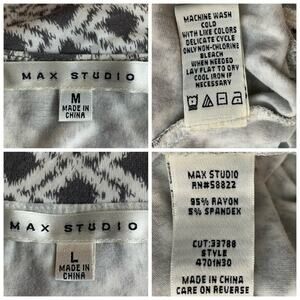 MAX STUDIO
M
MADE IN
CHINA
MACHINE WASH
COLD
WITH LIKE COLORS
DELICATE CYCLE
ONLY NON-CHLORINE
BLEACH
WHEN NEEDED
LAY FLAT TO DRY
COOL IRON IF
NECESSARY
MAX STUDIO
L
MADE IN
CHINA
MAX STUDIO
RN#58822
95% RAYON
5% SPANDEX
CUT:33788
STYLE
4701N30
MADE IN CHINA
CARE ON REVERSE